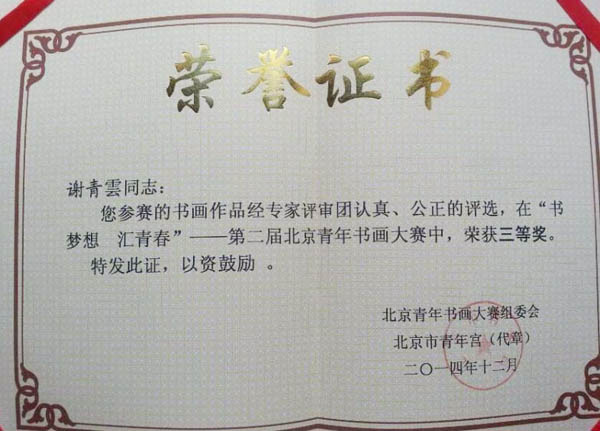 荣誉证书
谢青雲同志：
您参赛的书画作品经专家评审团认真、公正的评选，在“书
梦想 汇青春”——第二届北京青年书画大赛中，荣获三等奖。
特发此证，以资鼓励 。
北京青年书画大赛组委会
北京市青年宫（代章）
二〇一四年十二月